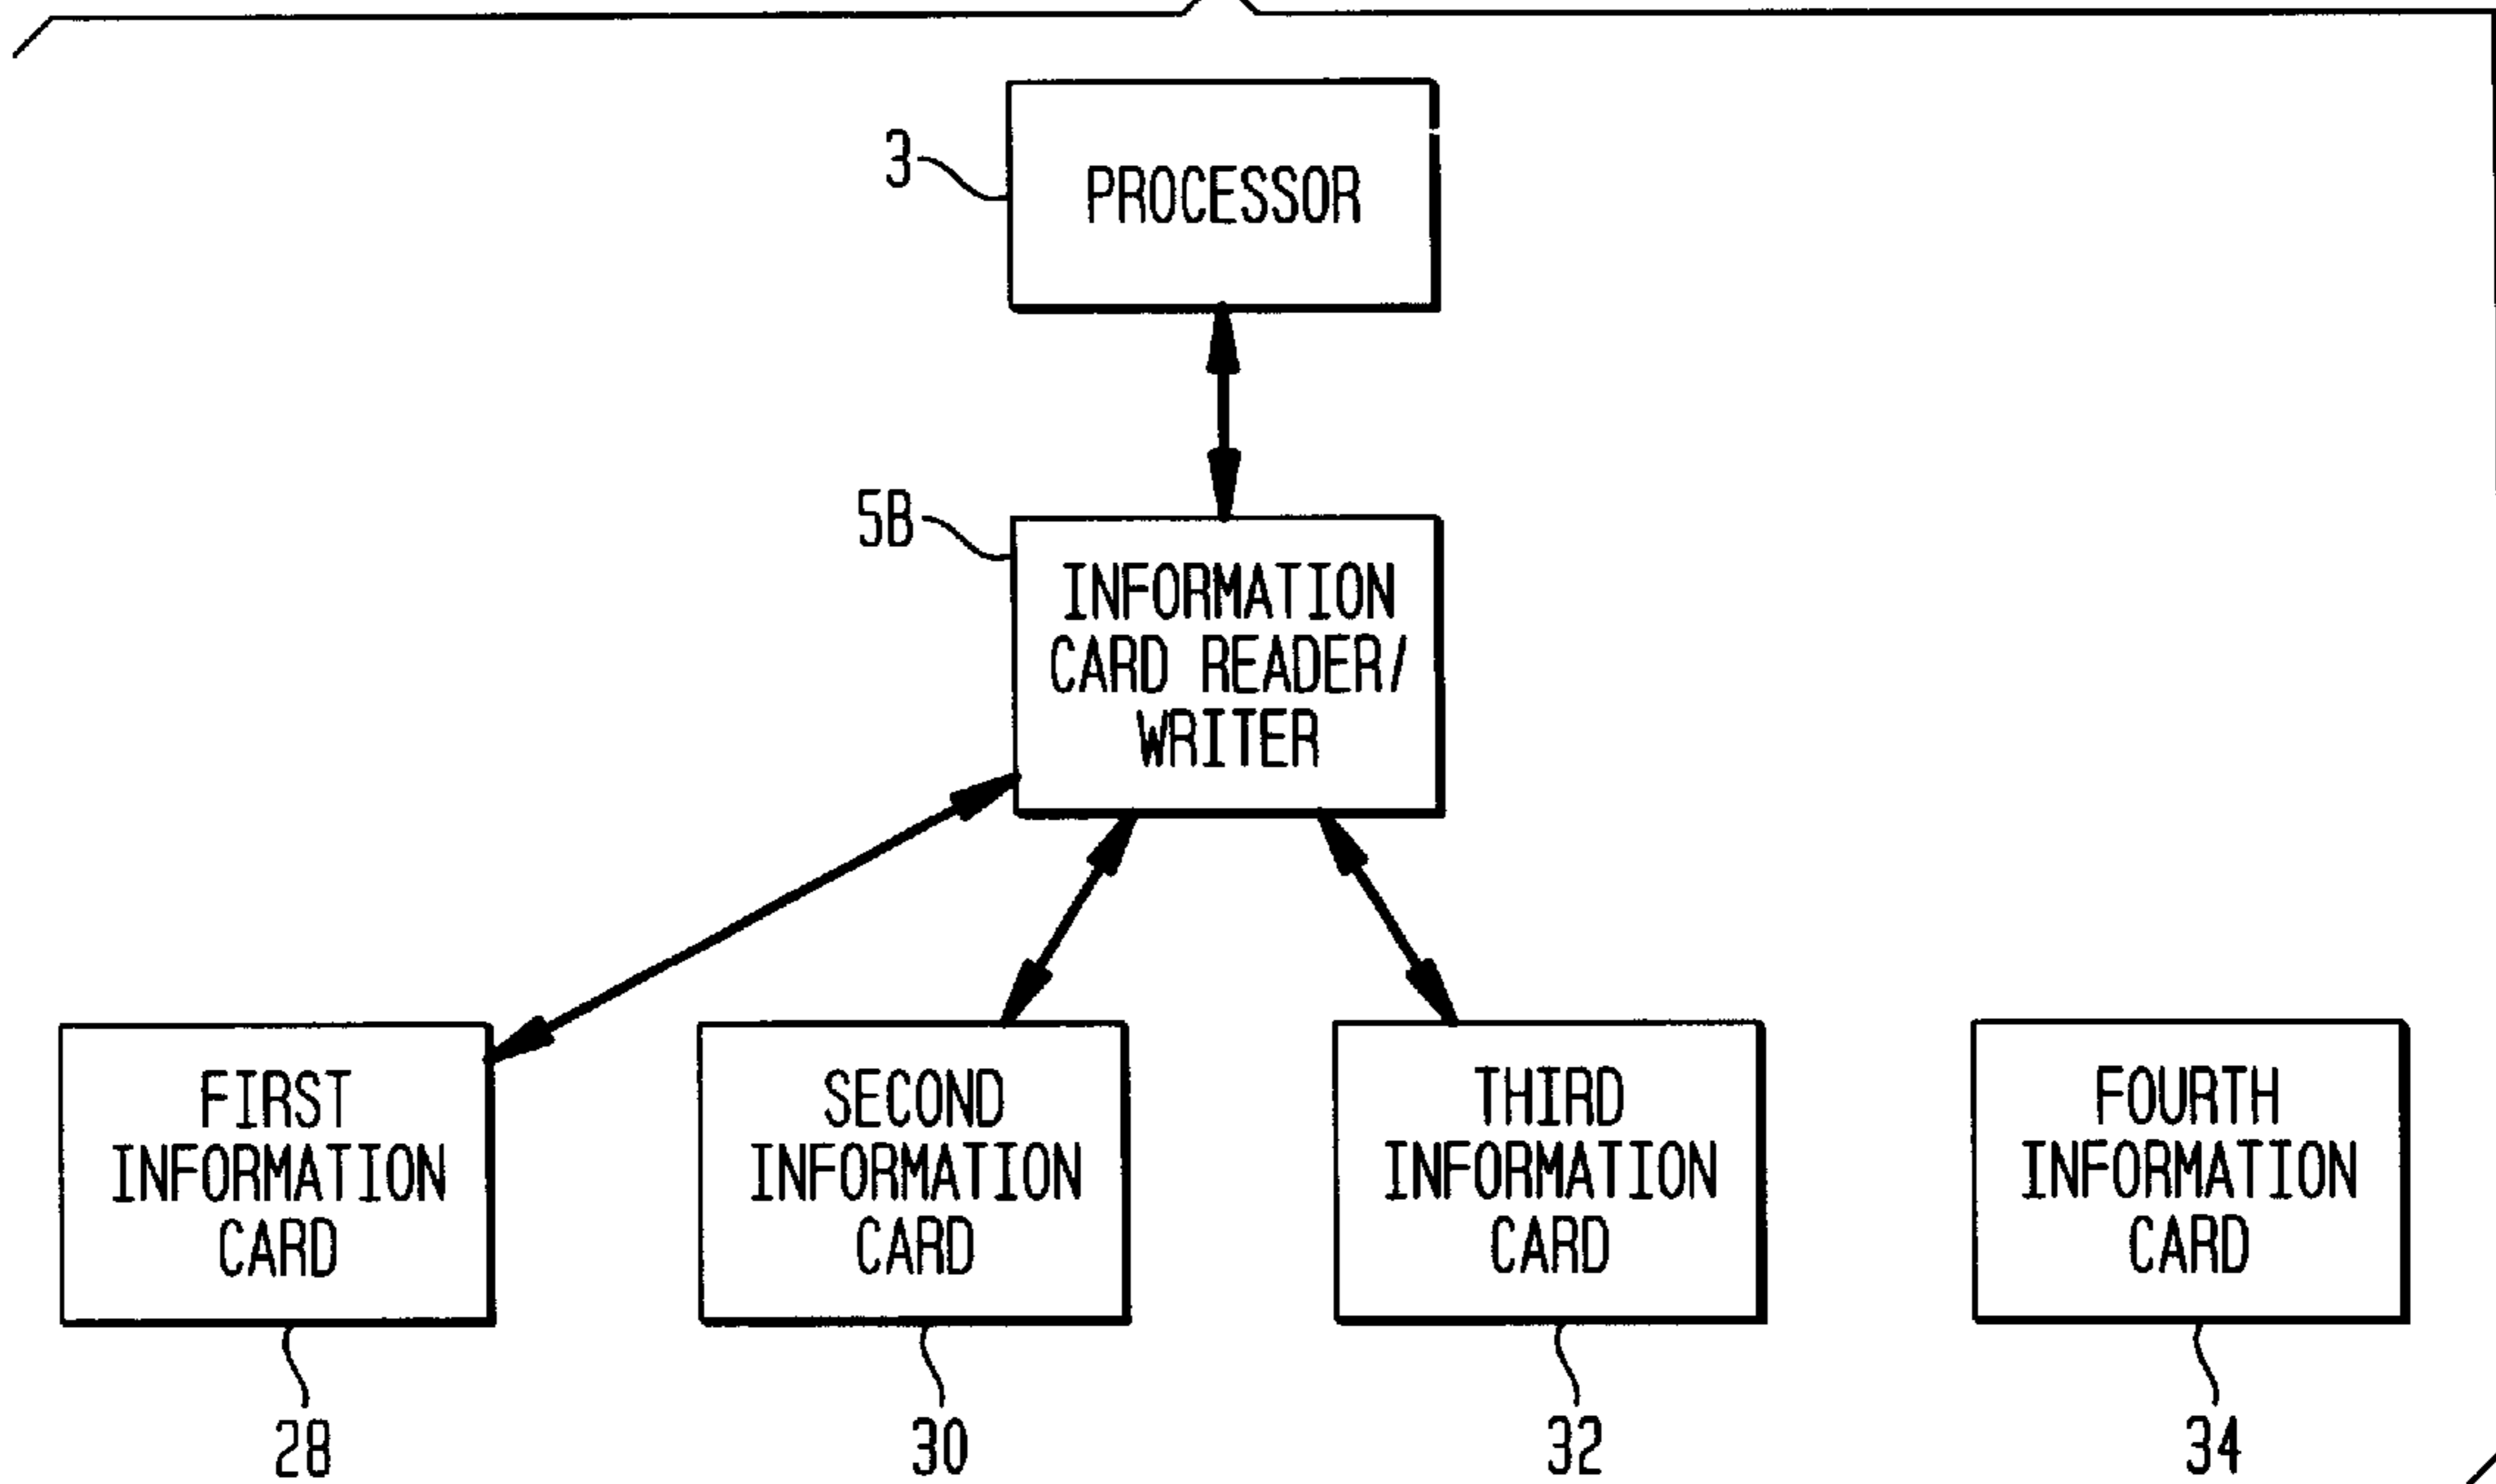 3
PROCESSOR
5B
INFORMATION
CARD READER/
WRITER
FIRST
INFORMATION
CARD
SECOND
INFORMATION
CARD
THIRD
INFORMATION
CARD
FOURTH
INFORMATION
CARD
28
30
32
34